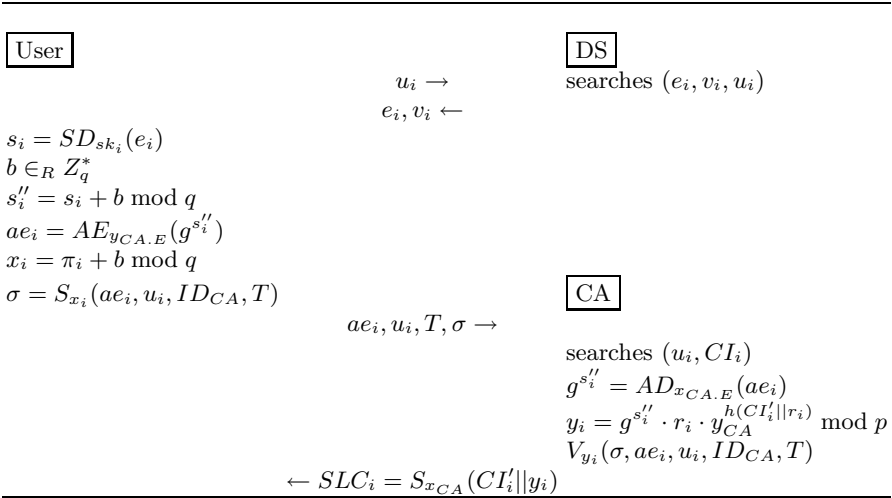 User DS
u_i → searches (e_i, v_i, u_i)
e_i, v_i ←
s_i = SD_{sk_i}(e_i)
b ∈_R Z_q^*
s_i'' = s_i + b mod q
ae_i = AE_{y_{CA.E}}(g^{s_i''})
x_i = π_i + b mod q
σ = S_{x_i}(ae_i, u_i, ID_{CA}, T) CA
ae_i, u_i, T, σ →
searches (u_i, CI_i)
g^{s_i''} = AD_{x_{CA.E}}(ae_i)
y_i = g^{s_i''} · r_i · y_{CA}^{h(CI_i'||r_i)} mod p
V_{y_i}(σ, ae_i, u_i, ID_{CA}, T)
← SLC_i = S_{x_{CA}}(CI_i'||y_i)